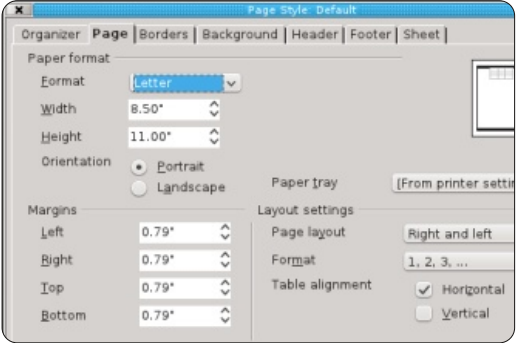 Page Style: Default
Organizer Page Borders Background Header Footer Sheet
Paper format
Format Letter
Width 8.50"
Height 11.00"
Orientation Portrait
Landscape
Paper tray [From printer settin
Margins
Left 0.79"
Right 0.79"
Top 0.79"
Bottom 0.79"
Layout settings
Page layout Right and left
Format 1, 2, 3, ...
Table alignment Horizontal
Vertical